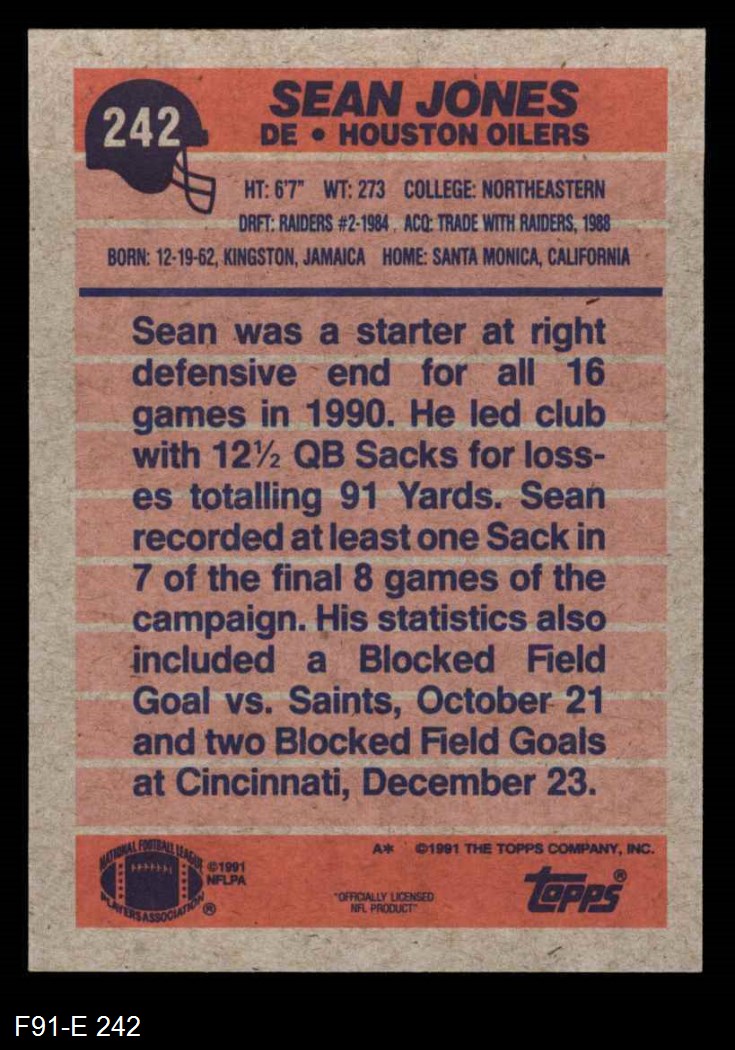 242
SEAN JONES
DE • HOUSTON OILERS
HT: 6'7" WT: 273 COLLEGE: NORTHEASTERN
DRFT: RAIDERS #2-1984. ACQ: TRADE WITH RAIDERS, 1988
BORN: 12-19-62, KINGSTON, JAMAICA HOME: SANTA MONICA, CALIFORNIA
Sean was a starter at right
defensive end for all 16
games in 1990. He led club
with 12½ QB Sacks for loss-
es totalling 91 Yards. Sean
recorded at least one Sack in
7 of the final 8 games of the
campaign. His statistics also
included a Blocked Field
Goal vs. Saints, October 21
and two Blocked Field Goals
at Cincinnati, December 23.
NATIONAL FOOTBALL LEAGUE
PLAYERS ASSOCIATION ®
©1991
NFLPA
A* ©1991 THE TOPPS COMPANY, INC.
"OFFICIALLY LICENSED
NFL PRODUCT"
topps®
F91-E 242